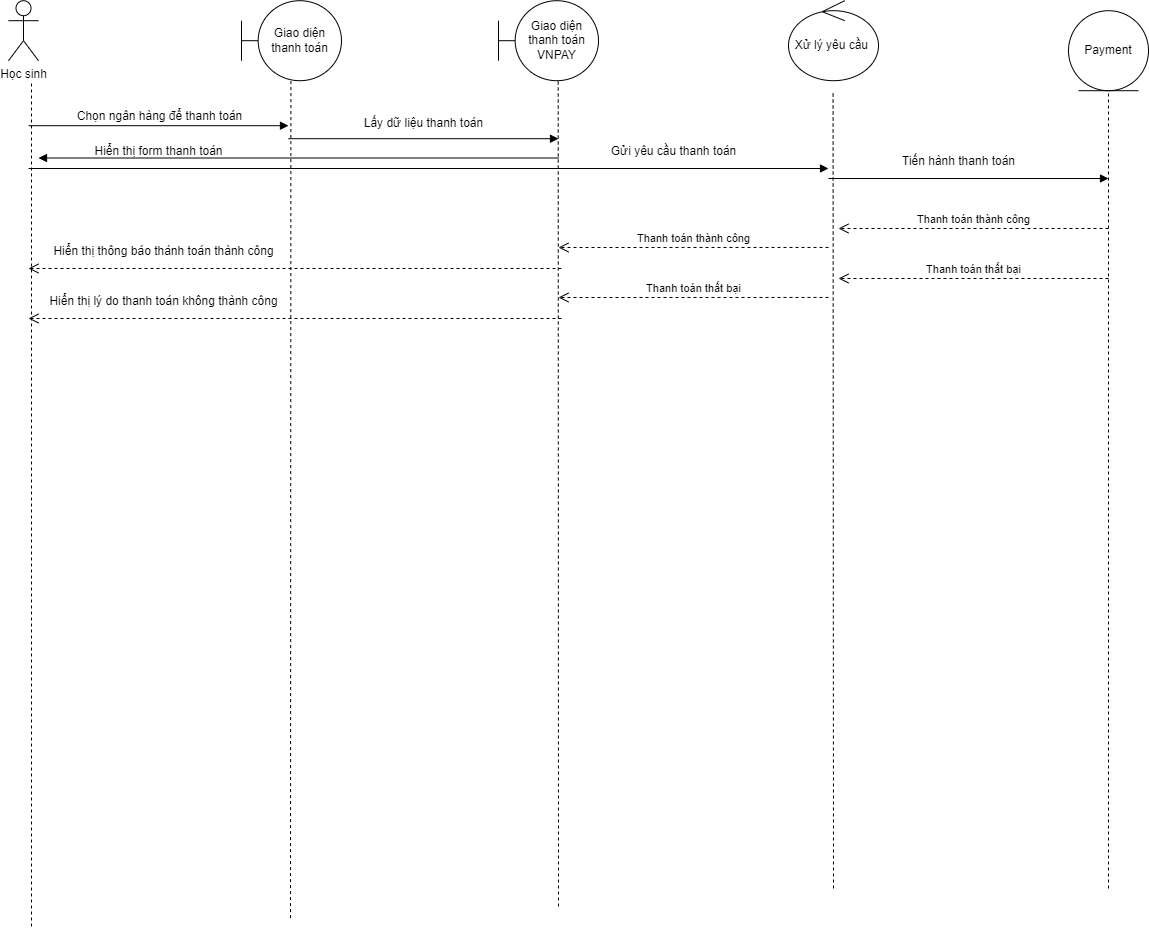 Học sinh
Giao diện
thanh toán
Giao diện
thanh toán
VNPAY
Xử lý yêu cầu
Payment
Chọn ngân hàng để thanh toán
Lấy dữ liệu thanh toán
Hiển thị form thanh toán
Gửi yêu cầu thanh toán
Tiến hành thanh toán
Thanh toán thành công
Thanh toán thành công
Hiển thị thông báo thánh toán thành công
Thanh toán thất bại
Thanh toán thất bại
Hiển thị lý do thanh toán không thành công